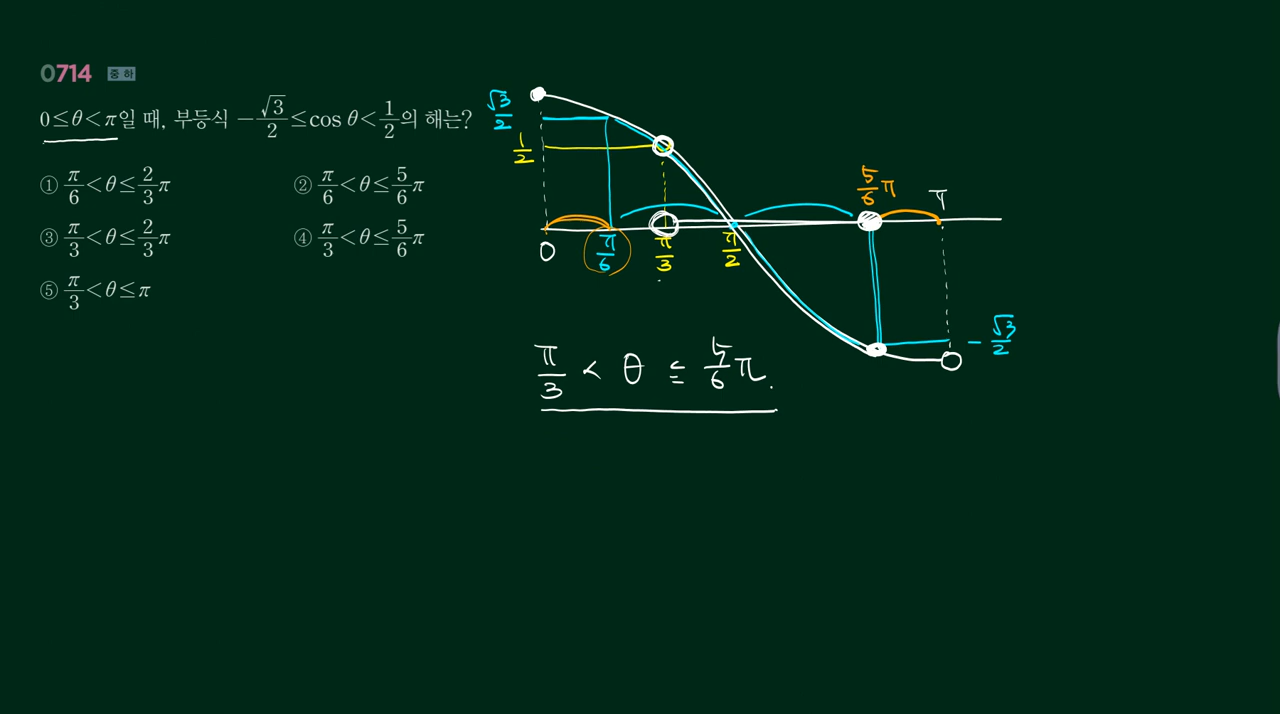 0714 중 하
0≤θ<π일 때, 부등식 −√3/2≤cos θ<1/2의 해는?
① π/6<θ≤2/3π
② π/6<θ≤5/6π
③ π/3<θ≤2/3π
④ π/3<θ≤5/6π
⑤ π/3<θ≤π
√3/2
1/2
5/6π
π
0
π/6
π/3
π/2
−√3/2
π/3 < θ ≤ 5/6π.